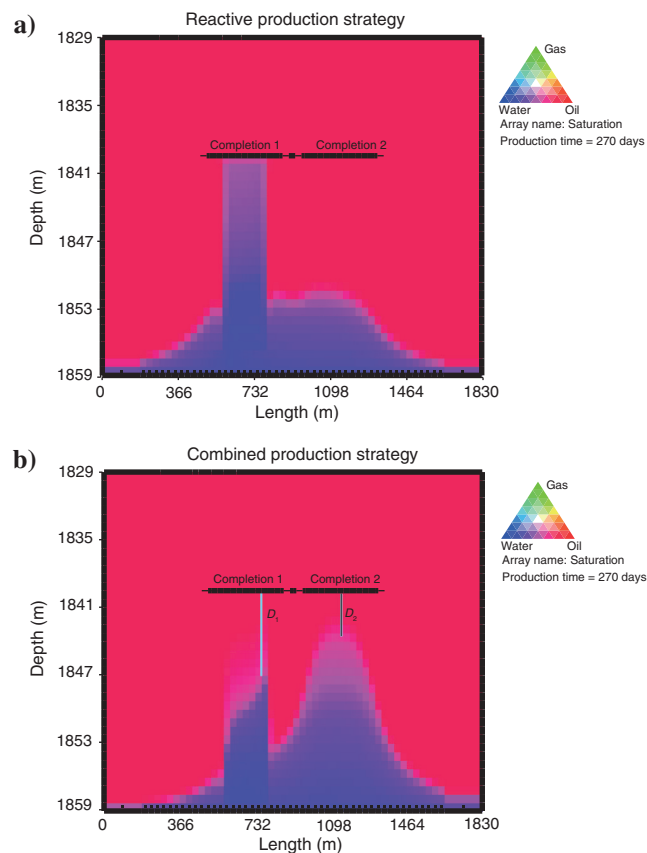 a)
Reactive production strategy
1829
1835
1841
1847
1853
1859
Depth (m)
Completion 1
Completion 2
0
366
732
1098
1464
1830
Length (m)
Gas
Water
Oil
Array name: Saturation
Production time = 270 days
b)
Combined production strategy
1829
1835
1841
1847
1853
1859
Depth (m)
Completion 1
Completion 2
D₁
D₂
0
366
732
1098
1464
1830
Length (m)
Gas
Water
Oil
Array name: Saturation
Production time = 270 days